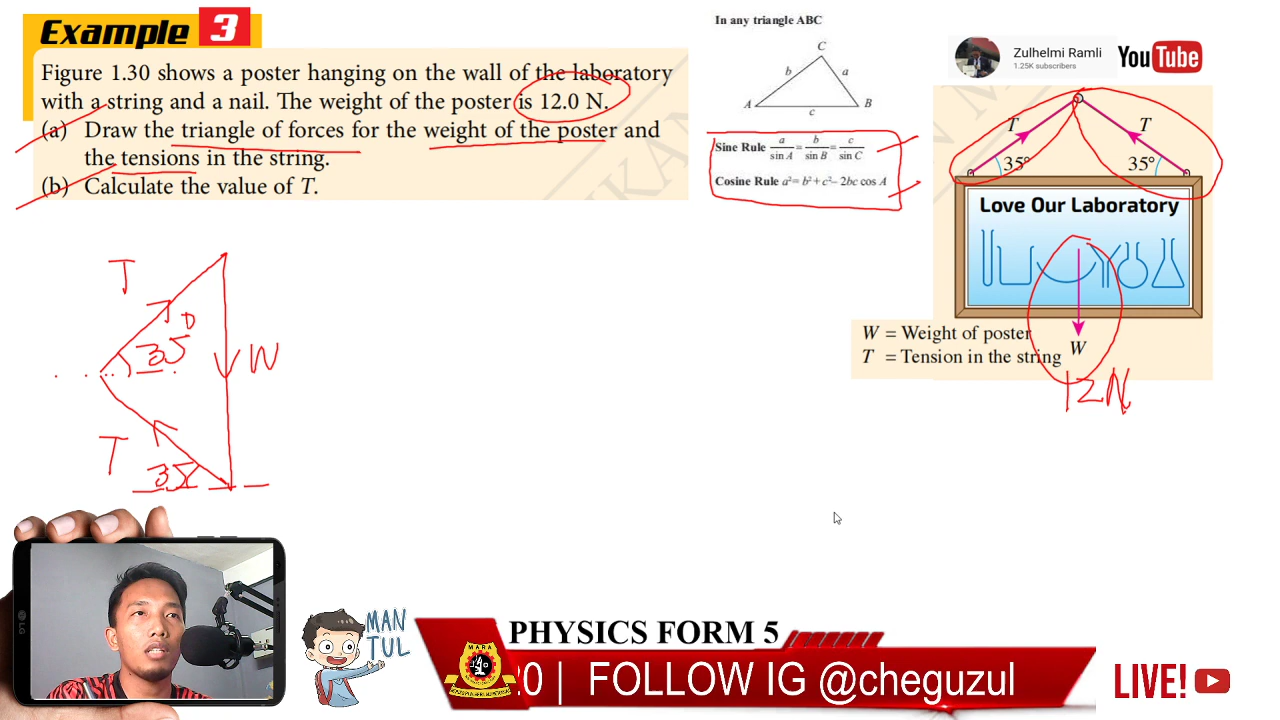 Example 3
Figure 1.30 shows a poster hanging on the wall of the laboratory
with a string and a nail. The weight of the poster is 12.0 N.
(a) Draw the triangle of forces for the weight of the poster and
the tensions in the string.
(b) Calculate the value of T.
In any triangle ABC
C
b a
A B
c
Sine Rule a/sin A = b/sin B = c/sin C
Cosine Rule a² = b² + c² – 2bc cos A
Zulhelmi Ramli
1.25K subscribers
YouTube
T T
35° 35°
Love Our Laboratory
W
W = Weight of poster
T = Tension in the string
12N
T
35°
W
T
35
LG
MAN
TUL
PHYSICS FORM 5
MARA
20 | FOLLOW IG @cheguzul
LIVE!